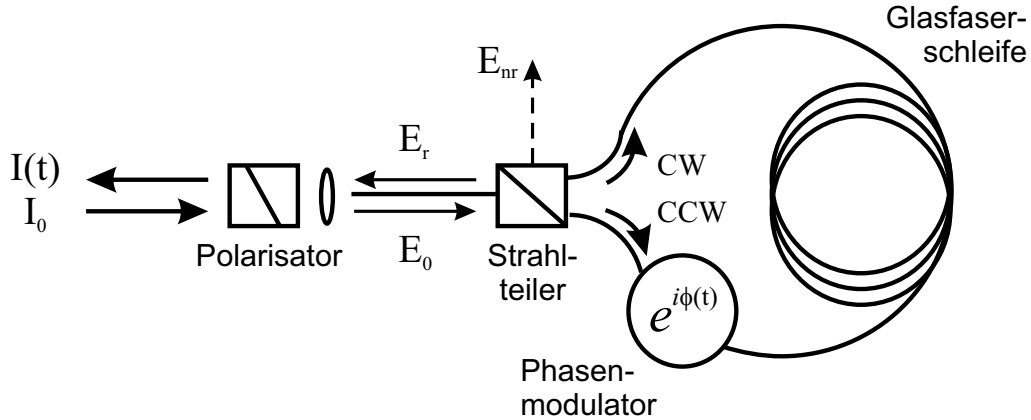 Glasfaser-
schleife
E_nr
E_r
CW
I(t)
I_0
CCW
Polarisator
E_0
Strahl-
teiler
e^{iϕ(t)}
Phasen-
modulator